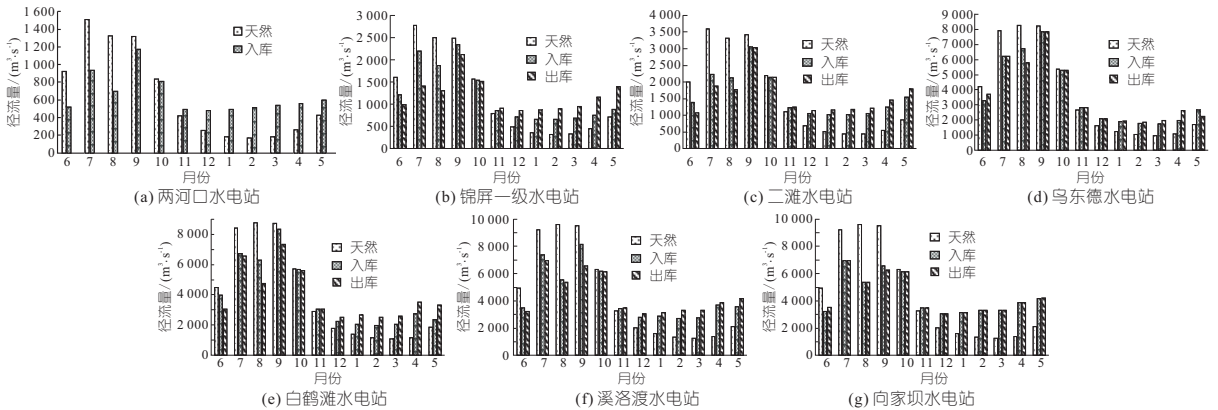 径流量/(m³·s⁻¹)
1 600
1 400
1 200
1 000
800
600
400
200
0
天然
入库
6 7 8 9 10 11 12 1 2 3 4 5
月份
(a) 两河口水电站
径流量/(m³·s⁻¹)
3 000
2 500
2 000
1 500
1 000
500
0
天然
入库
出库
6 7 8 9 10 11 12 1 2 3 4 5
月份
(b) 锦屏一级水电站
径流量/(m³·s⁻¹)
4 000
3 500
3 000
2 500
2 000
1 500
1 000
500
0
天然
入库
出库
6 7 8 9 10 11 12 1 2 3 4 5
月份
(c) 二滩水电站
径流量/(m³·s⁻¹)
9 000
8 000
7 000
6 000
5 000
4 000
3 000
2 000
1 000
0
天然
入库
出库
6 7 8 9 10 11 12 1 2 3 4 5
月份
(d) 乌东德水电站
径流量/(m³·s⁻¹)
8 000
6 000
4 000
2 000
0
天然
入库
出库
6 7 8 9 10 11 12 1 2 3 4 5
月份
(e) 白鹤滩水电站
径流量/(m³·s⁻¹)
10 000
8 000
6 000
4 000
2 000
0
天然
入库
出库
6 7 8 9 10 11 12 1 2 3 4 5
月份
(f) 溪洛渡水电站
径流量/(m³·s⁻¹)
10 000
8 000
6 000
4 000
2 000
0
天然
入库
出库
6 7 8 9 10 11 12 1 2 3 4 5
月份
(g) 向家坝水电站